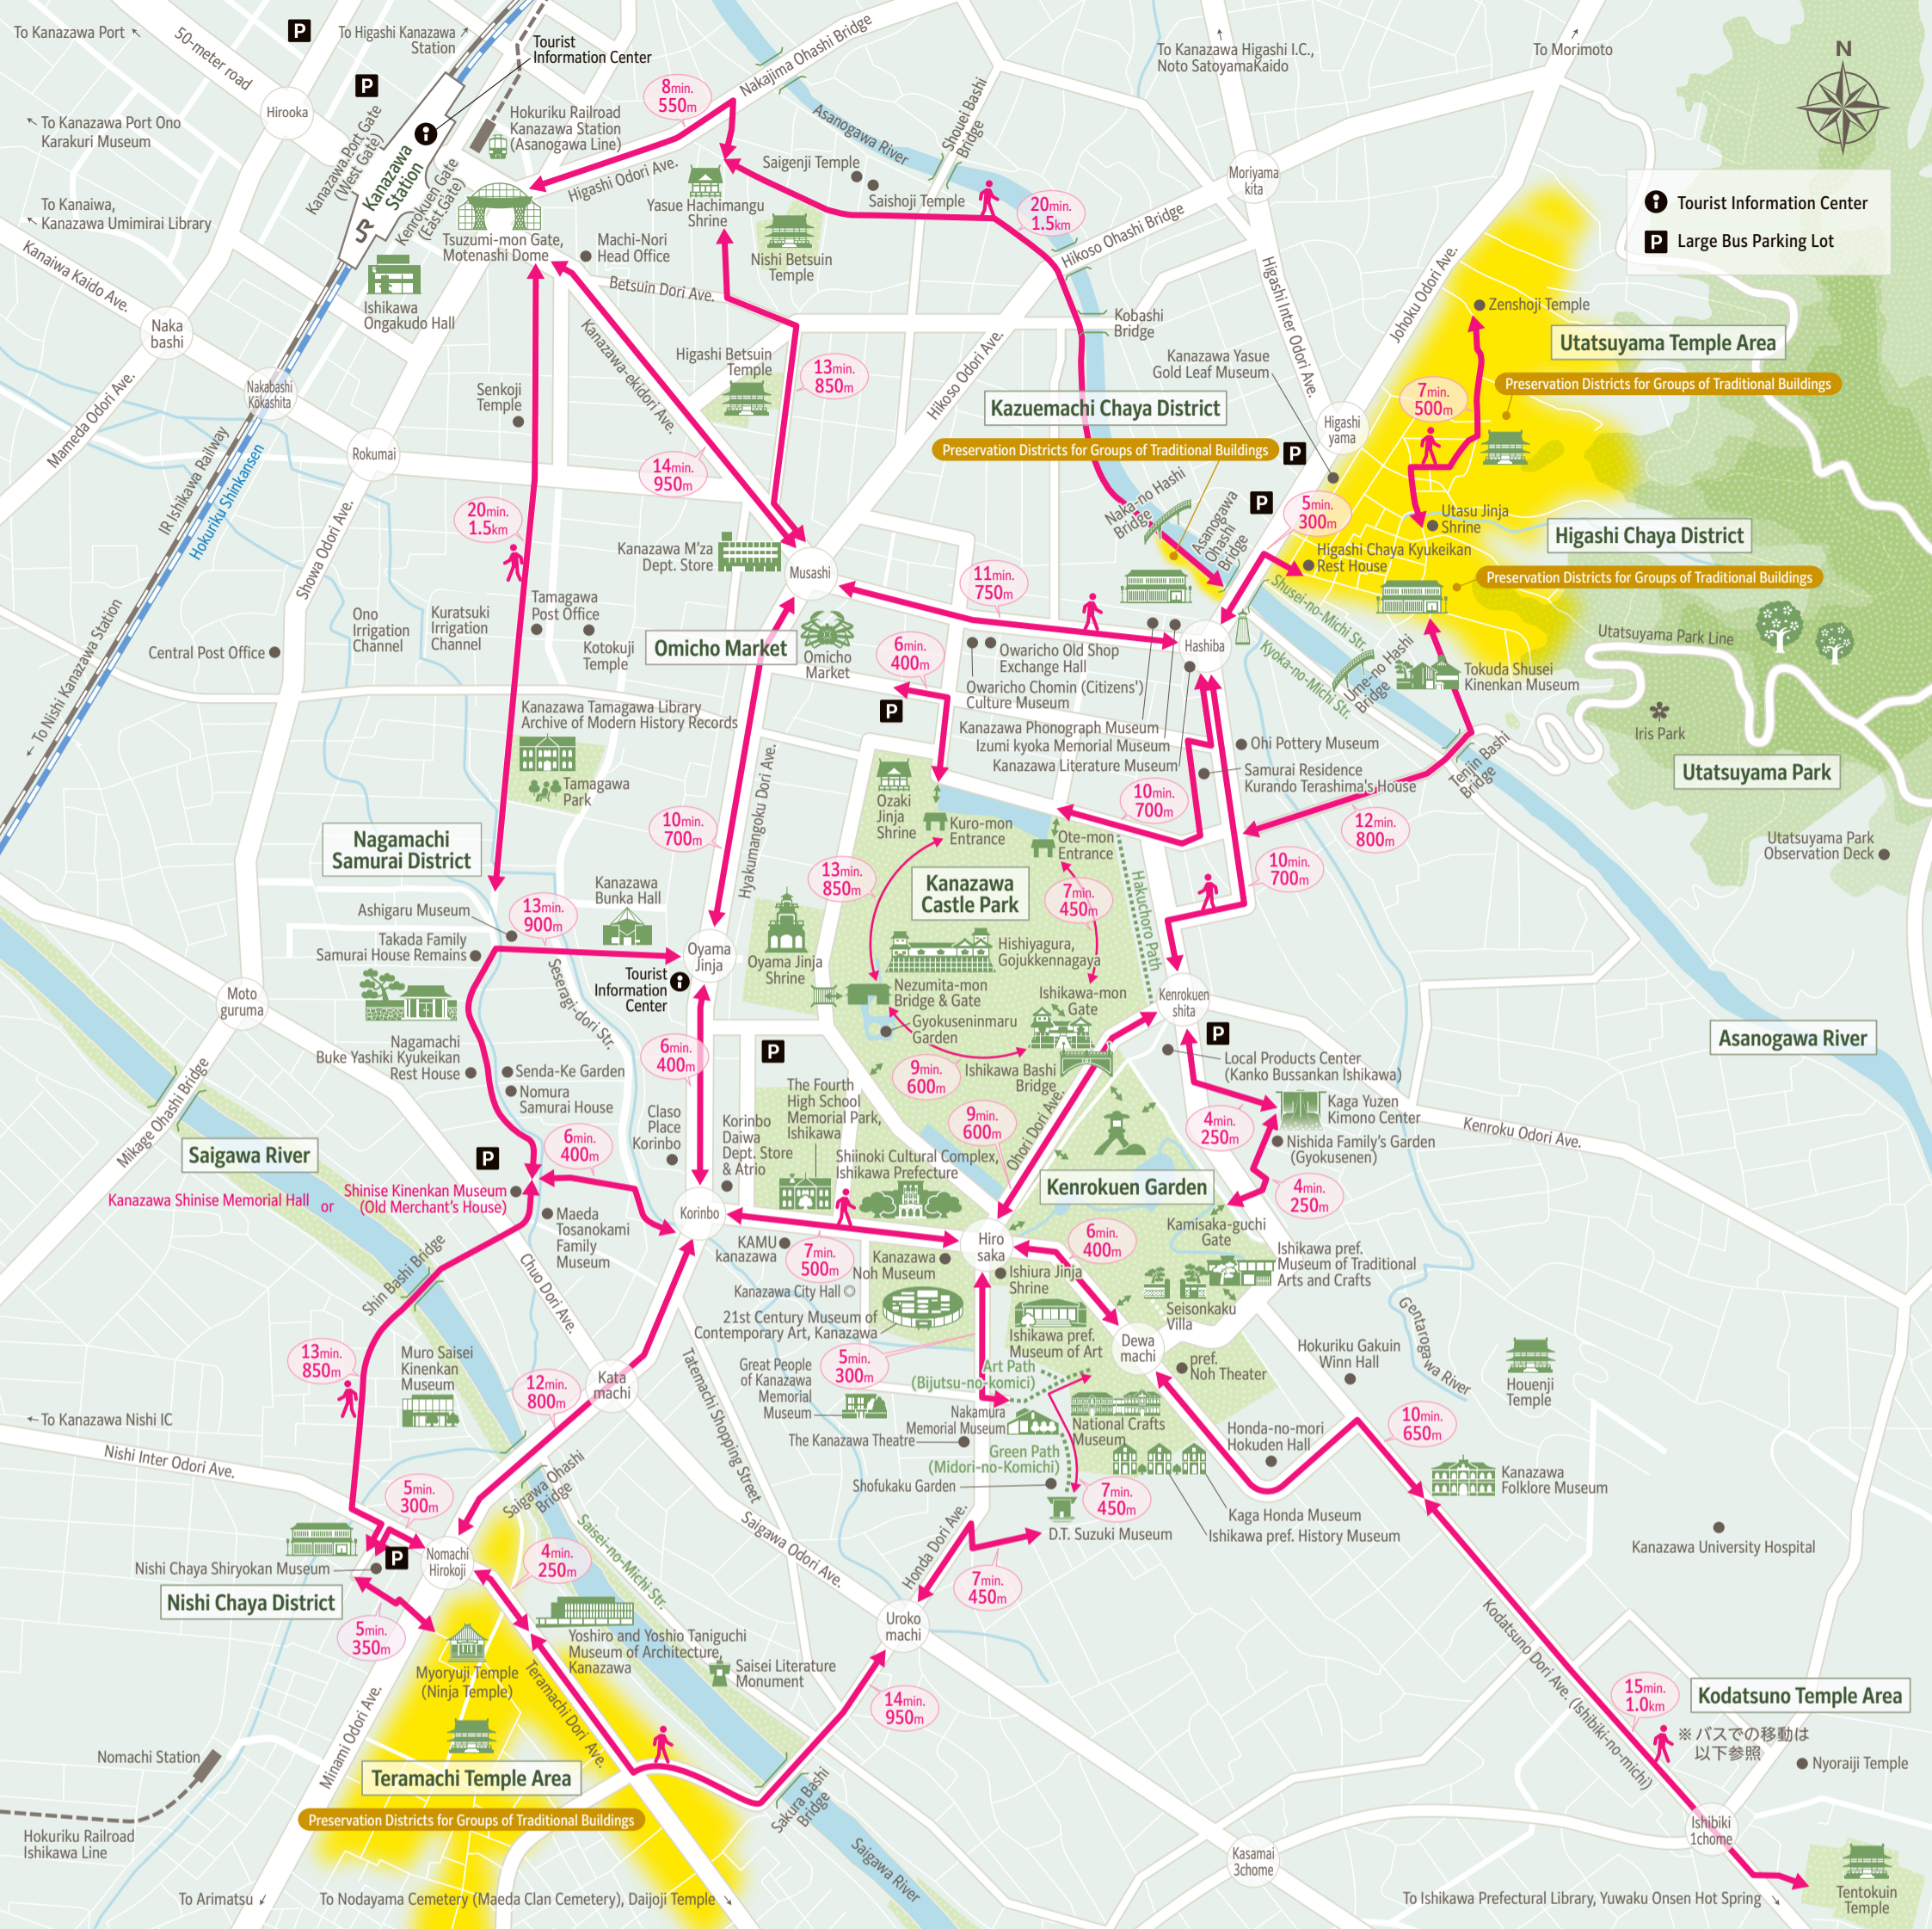 To Kanazawa Port
50-meter road
P
To Higashi Kanazawa
Station
Tourist
Information Center
Nakajima Ohashi Bridge
To Kanazawa Higashi I.C.,
Noto SatoyamaKaido
To Morimoto
N
Hirooka
P
8min.
550m
Asanogawa River
Shouei Bashi
Bridge
To Kanazawa Port Ono
Karakuri Museum
Kanazawa Port Gate
(West Gate)
JR
Kanazawa
Station
Kenrokuen Gate
(East Gate)
Hokuriku Railroad
Kanazawa Station
(Asanogawa Line)
Higashi Odori Ave.
Saigenji Temple
Saishoji Temple
Moriyama
kita
Tourist Information Center
P
Large Bus Parking Lot
To Kanaiwa,
Kanazawa Umimirai Library
Kanaiwa Kaido Ave.
Tsuzumi-mon Gate,
Motenashi Dome
Machi-Nori
Head Office
Yasue Hachimangu
Shrine
Nishi Betsuin
Temple
20min.
1.5km
Hikoso Ohashi Bridge
Higashi Inter Odori Ave.
Johoku Odori Ave.
Ishikawa
Ongakudo Hall
Betsuin Dori Ave.
Naka
bashi
Kanazawa-ekidori Ave.
Higashi Betsuin
Temple
Hikoso Odori Ave.
Kobashi
Bridge
Kanazawa Yasue
Gold Leaf Museum
Zenshoji Temple
Utatsuyama Temple Area
Preservation Districts for Groups of Traditional Buildings
7min.
500m
Nakabashi
Kōkashita
Mameda Odori Ave.
Senkoji
Temple
13min.
850m
Kazuemachi Chaya District
Preservation Districts for Groups of Traditional Buildings
P
Higashi
yama
Rokumai
IR Ishikawa Railway
Hokuriku Shinkansen
14min.
950m
Naka-no Hashi
Bridge
Asanogawa
Ohashi
Bridge
P
5min.
300m
Utasu Jinja
Shrine
Higashi Chaya District
Preservation Districts for Groups of Traditional Buildings
Showa Odori Ave.
20min.
1.5km
Kanazawa M'za
Dept. Store
Musashi
Higashi Chaya Kyukeikan
Rest House
Shusei-no-Michi Str.
Kyoka-no-Michi Str.
11min.
750m
To Nishi Kanazawa Station
Central Post Office
Ono
Irrigation
Channel
Kuratsuki
Irrigation
Channel
Tamagawa
Post Office
Kotokuji
Temple
Omicho Market
Omicho
Market
6min.
400m
P
Owaricho Old Shop
Exchange Hall
Owaricho Chomin (Citizens')
Culture Museum
Hashiba
Ume-no Hashi
Bridge
Tokuda Shusei
Kinenkan Museum
Utatsuyama Park Line
Iris Park
Utatsuyama Park
Kanazawa Tamagawa Library
Archive of Modern History Records
Tamagawa
Park
Kanazawa Phonograph Museum
Izumi kyoka Memorial Museum
Kanazawa Literature Museum
Ohi Pottery Museum
Samurai Residence
Kurando Terashima's House
Tenjin Bashi
Bridge
Utatsuyama Park
Observation Deck
Nagamachi
Samurai District
10min.
700m
Hyakumangoku Dori Ave.
Ozaki
Jinja
Shrine
Kuro-mon
Entrance
Ote-mon
Entrance
10min.
700m
12min.
800m
10min.
700m
Hakuchoro Path
13min.
850m
Kanazawa
Castle Park
7min.
450m
Kanazawa
Bunka Hall
Ashigaru Museum
13min.
900m
Takada Family
Samurai House Remains
Seseragi-dori Str.
Oyama
Jinja
Tourist
Information
Center
Oyama Jinja
Shrine
Hishiyagura,
Gojukkennagaya
Nezumita-mon
Bridge & Gate
Gyokuseninmaru
Garden
Ishikawa-mon
Gate
Ishikawa Bashi
Bridge
Kenrokuen
shita
P
Moto
guruma
Mikage Ohashi Bridge
Nagamachi
Buke Yashiki Kyukeikan
Rest House
Senda-Ke Garden
Nomura
Samurai House
6min.
400m
P
9min.
600m
Local Products Center
(Kanko Bussankan Ishikawa)
Kaga Yuzen
Kimono Center
Kenroku Odori Ave.
Asanogawa River
Saigawa River
P
6min.
400m
Claso
Place
Korinbo
Korinbo
Daiwa
Dept. Store
& Atrio
The Fourth
High School
Memorial Park,
Ishikawa
Shiinoki Cultural Complex,
Ishikawa Prefecture
9min.
600m
Ohori Dori Ave.
Kenrokuen Garden
4min.
250m
Nishida Family's Garden
(Gyokusenen)
4min.
250m
Kamisaka-guchi
Gate
Kanazawa Shinise Memorial Hall or
Shinise Kinenkan Museum
(Old Merchant's House)
Maeda
Tosanokami
Family
Museum
Shin Bashi Bridge
Chuo Dori Ave.
Korinbo
KAMU
kanazawa
7min.
500m
Kanazawa City Hall
Kanazawa
Noh Museum
Hiro
saka
6min.
400m
Ishiura Jinja
Shrine
Seisonkaku
Villa
Ishikawa pref.
Museum of Traditional
Arts and Crafts
Gentarogawa River
21st Century Museum of
Contemporary Art, Kanazawa
Ishikawa pref.
Museum of Art
Dewa
machi
pref.
Noh Theater
Hokuriku Gakuin
Winn Hall
Houenji
Temple
13min.
850m
Muro Saisei
Kinenkan
Museum
Kata
machi
12min.
800m
Tatemachi Shopping Street
Great People
of Kanazawa
Memorial
Museum
5min.
300m
Art Path
(Bijutsu-no-komici)
Nakamura
Memorial Museum
National Crafts
Museum
The Kanazawa Theatre
Green Path
(Midori-no-Komichi)
Honda-no-mori
Hokuden Hall
10min.
650m
To Kanazawa Nishi IC
Nishi Inter Odori Ave.
Saigawa Ohashi
Bridge
5min.
300m
Shofukaku Garden
7min.
450m
Kanazawa
Folklore Museum
Kaga Honda Museum
Ishikawa pref. History Museum
D.T. Suzuki Museum
Kanazawa University Hospital
Nishi Chaya Shiryokan Museum
P
Nomachi
Hirokoji
4min.
250m
Saisei-no-Michi Str.
Saigawa Odori Ave.
Honda Dori Ave.
7min.
450m
Nishi Chaya District
5min.
350m
Myoryuji Temple
(Ninja Temple)
Yoshiro and Yoshio Taniguchi
Museum of Architecture,
Kanazawa
Saisei Literature
Monument
Uroko
machi
14min.
950m
Kodatsuno Dori Ave. (Ishibiki-no-michi)
15min.
1.0km
※ バスでの移動は
以下参照
Kodatsuno Temple Area
Nyoraiji Temple
Minami Odori Ave.
Teramachi Dori Ave.
Nomachi Station
Teramachi Temple Area
Preservation Districts for Groups of Traditional Buildings
Sakura Bashi
Bridge
Saigawa River
Hokuriku Railroad
Ishikawa Line
Kasamai
3chome
Ishibiki
1chome
Tentokuin
Temple
To Arimatsu
To Nodayama Cemetery (Maeda Clan Cemetery), Daijoji Temple
To Ishikawa Prefectural Library, Yuwaku Onsen Hot Spring